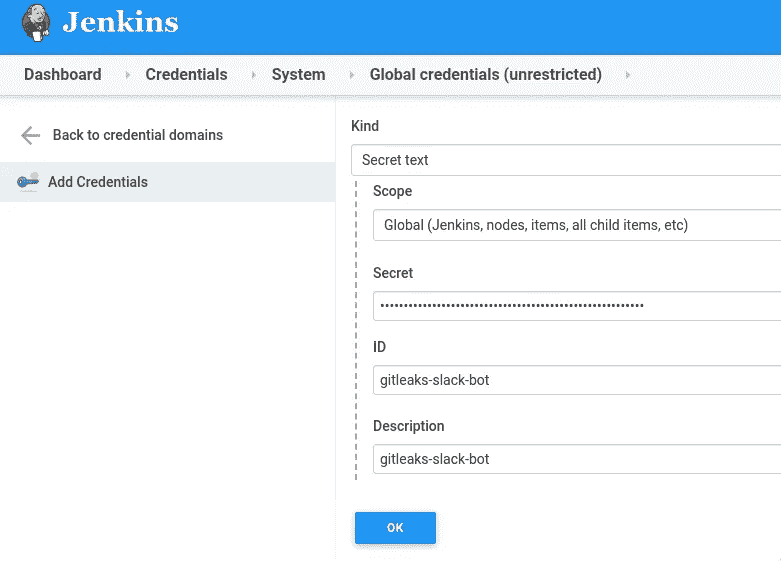 Jenkins
Dashboard Credentials System Global credentials (unrestricted)
Back to credential domains
Add Credentials
Kind
Secret text
Scope
Global (Jenkins, nodes, items, all child items, etc)
Secret
••••••••••••••••••••••••••••••••••••••••••••••••••••••••
ID
gitleaks-slack-bot
Description
gitleaks-slack-bot
OK